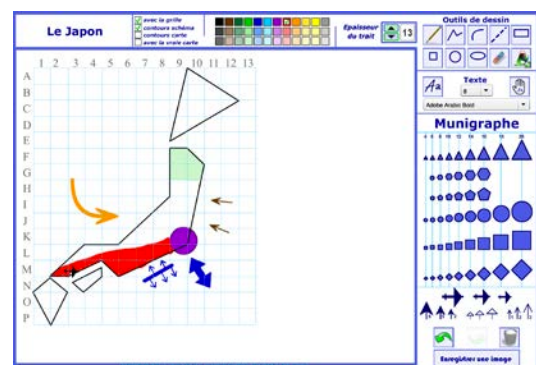 Le Japon
avec la grille
contours schéma
contours carte
avec la vraie carte
Epaisseur
du trait
13
Outils de dessin
Aa
Texte
8
Adobe Arabic Bold
Munigraphe
1 2 3 4 5 6 7 8 9 10 11 12 13
A
B
C
D
E
F
G
H
I
J
K
L
M
N
O
P
Enregistrer une image